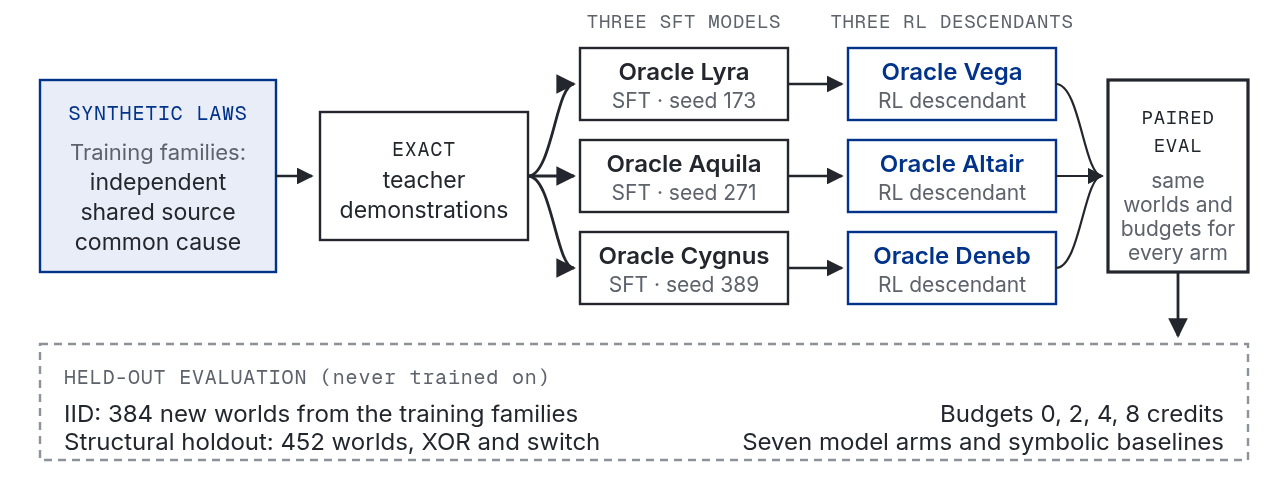 THREE SFT MODELS
THREE RL DESCENDANTS
SYNTHETIC LAWS
Training families:
independent
shared source
common cause
EXACT
teacher
demonstrations
Oracle Lyra
SFT · seed 173
Oracle Aquila
SFT · seed 271
Oracle Cygnus
SFT · seed 389
Oracle Vega
RL descendant
Oracle Altair
RL descendant
Oracle Deneb
RL descendant
PAIRED
EVAL
same
worlds and
budgets for
every arm
HELD-OUT EVALUATION (never trained on)
IID: 384 new worlds from the training families
Structural holdout: 452 worlds, XOR and switch
Budgets 0, 2, 4, 8 credits
Seven model arms and symbolic baselines